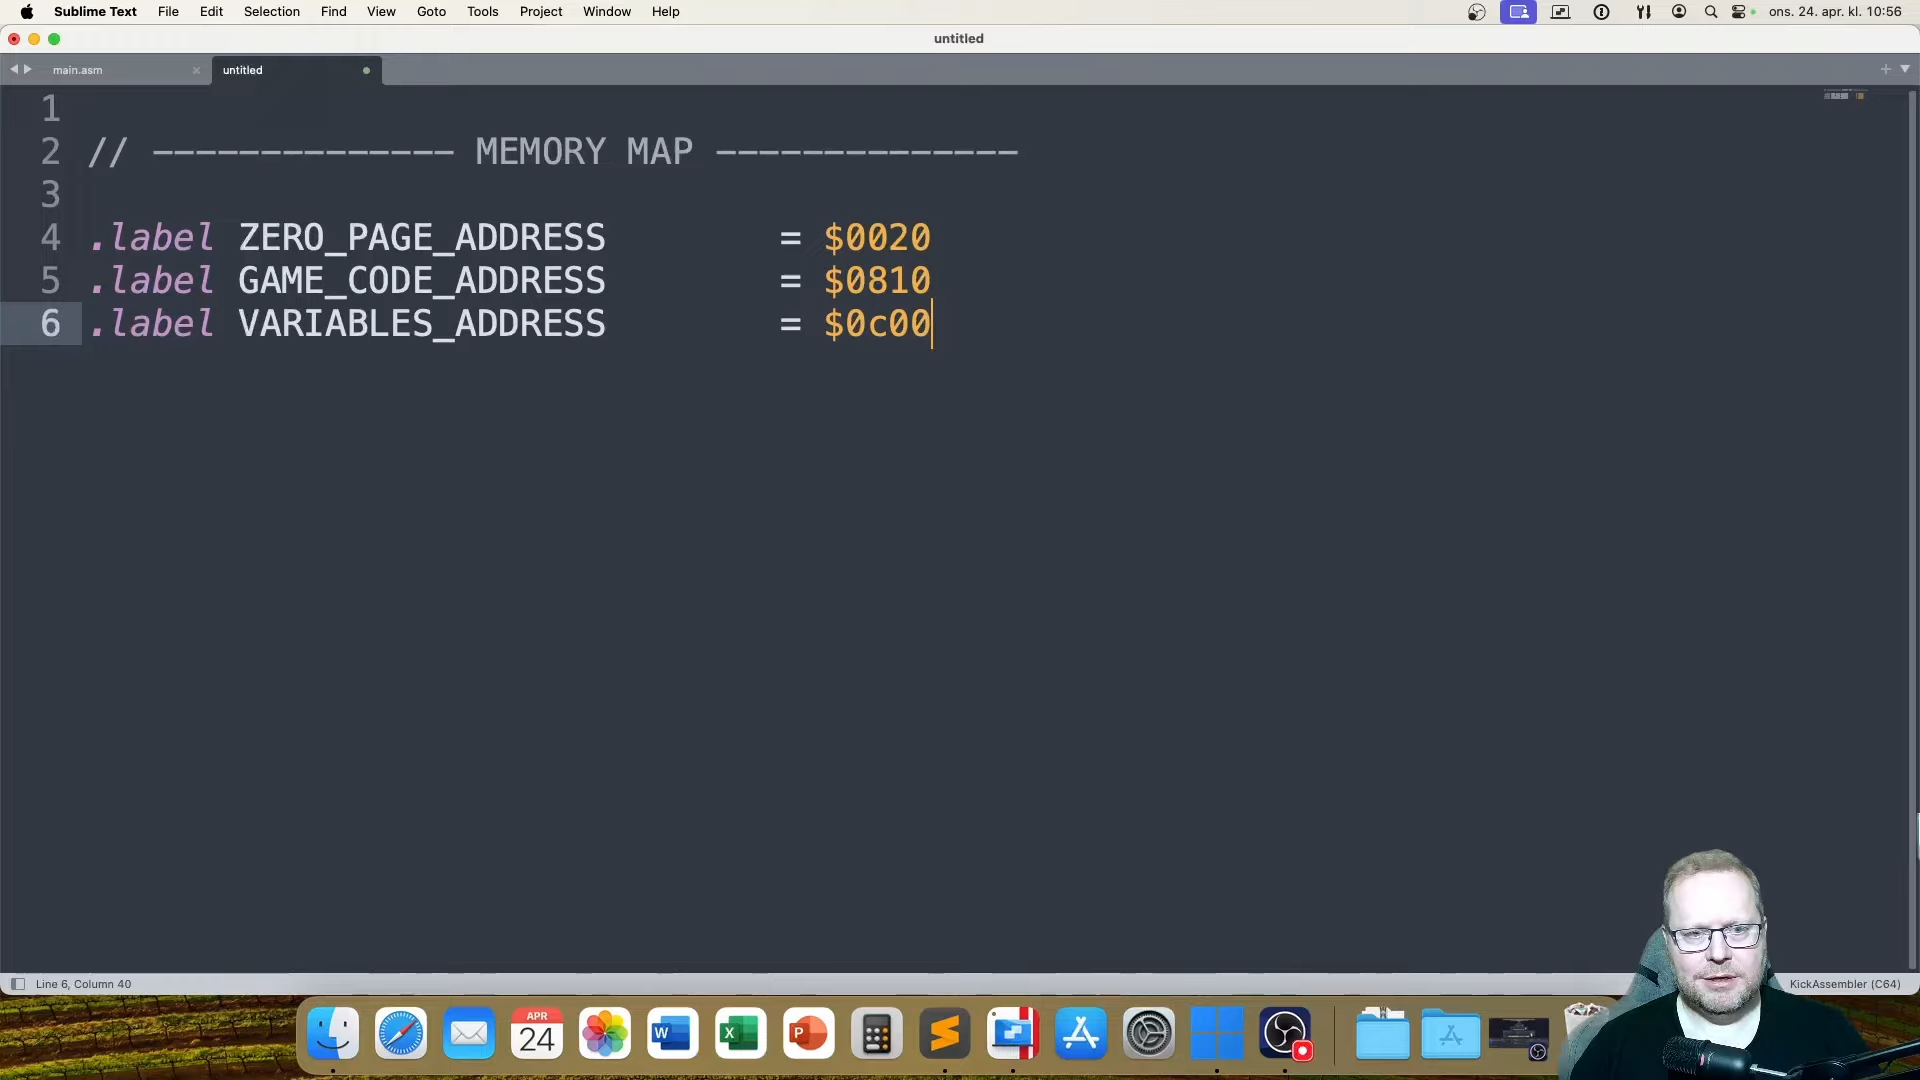 Sublime Text File Edit Selection Find View Goto Tools Project Window Help ons. 24. apr. kl. 10:56
untitled
main.asm untitled
1
2 // -------------- MEMORY MAP --------------
3
4 .label ZERO_PAGE_ADDRESS = $0020
5 .label GAME_CODE_ADDRESS = $0810
6 .label VARIABLES_ADDRESS = $0c00
Line 6, Column 40 KickAssembler (C64)
APR
24
W
X
P